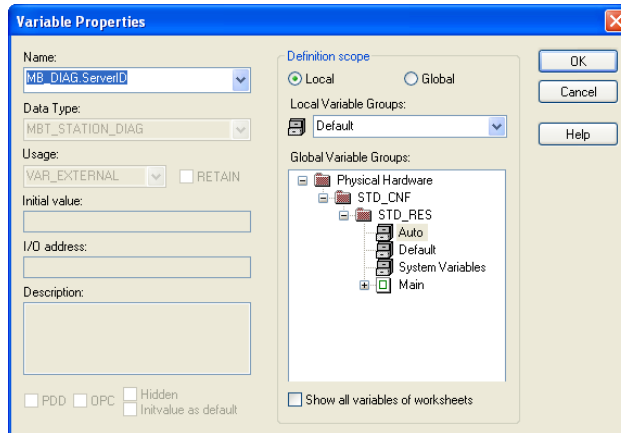 Variable Properties
Name:
MB_DIAG.ServerID
Data Type:
MBT_STATION_DIAG
Usage:
VAR_EXTERNAL
RETAIN
Initial value:
I/O address:
Description:
PDD
OPC
Hidden
Initvalue as default
Definition scope
Local
Global
Local Variable Groups:
Default
Global Variable Groups:
Physical Hardware
STD_CNF
STD_RES
Auto
Default
System Variables
Main
Show all variables of worksheets
OK
Cancel
Help